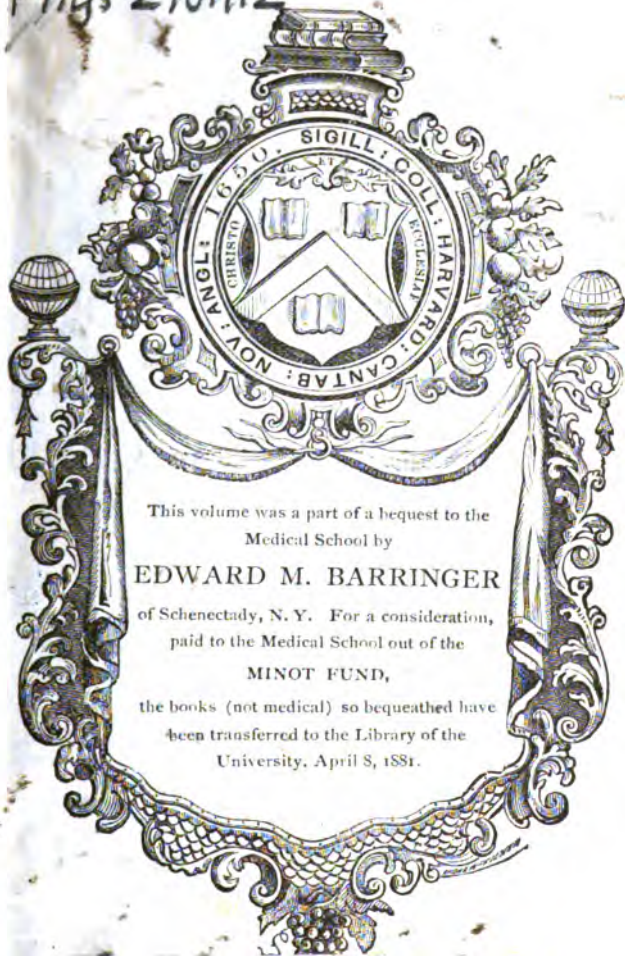 Phys
SIGILL: COLL: HARVARD: CANTAB: NOV: ANGL: 1650.
ET
CHRISTO
ECCLESIAE
This volume was a part of a bequest to the
Medical School by
EDWARD M. BARRINGER
of Schenectady, N. Y. For a consideration,
paid to the Medical School out of the
MINOT FUND,
the books (not medical) so bequeathed have
been transferred to the Library of the
University, April 8, 1881.